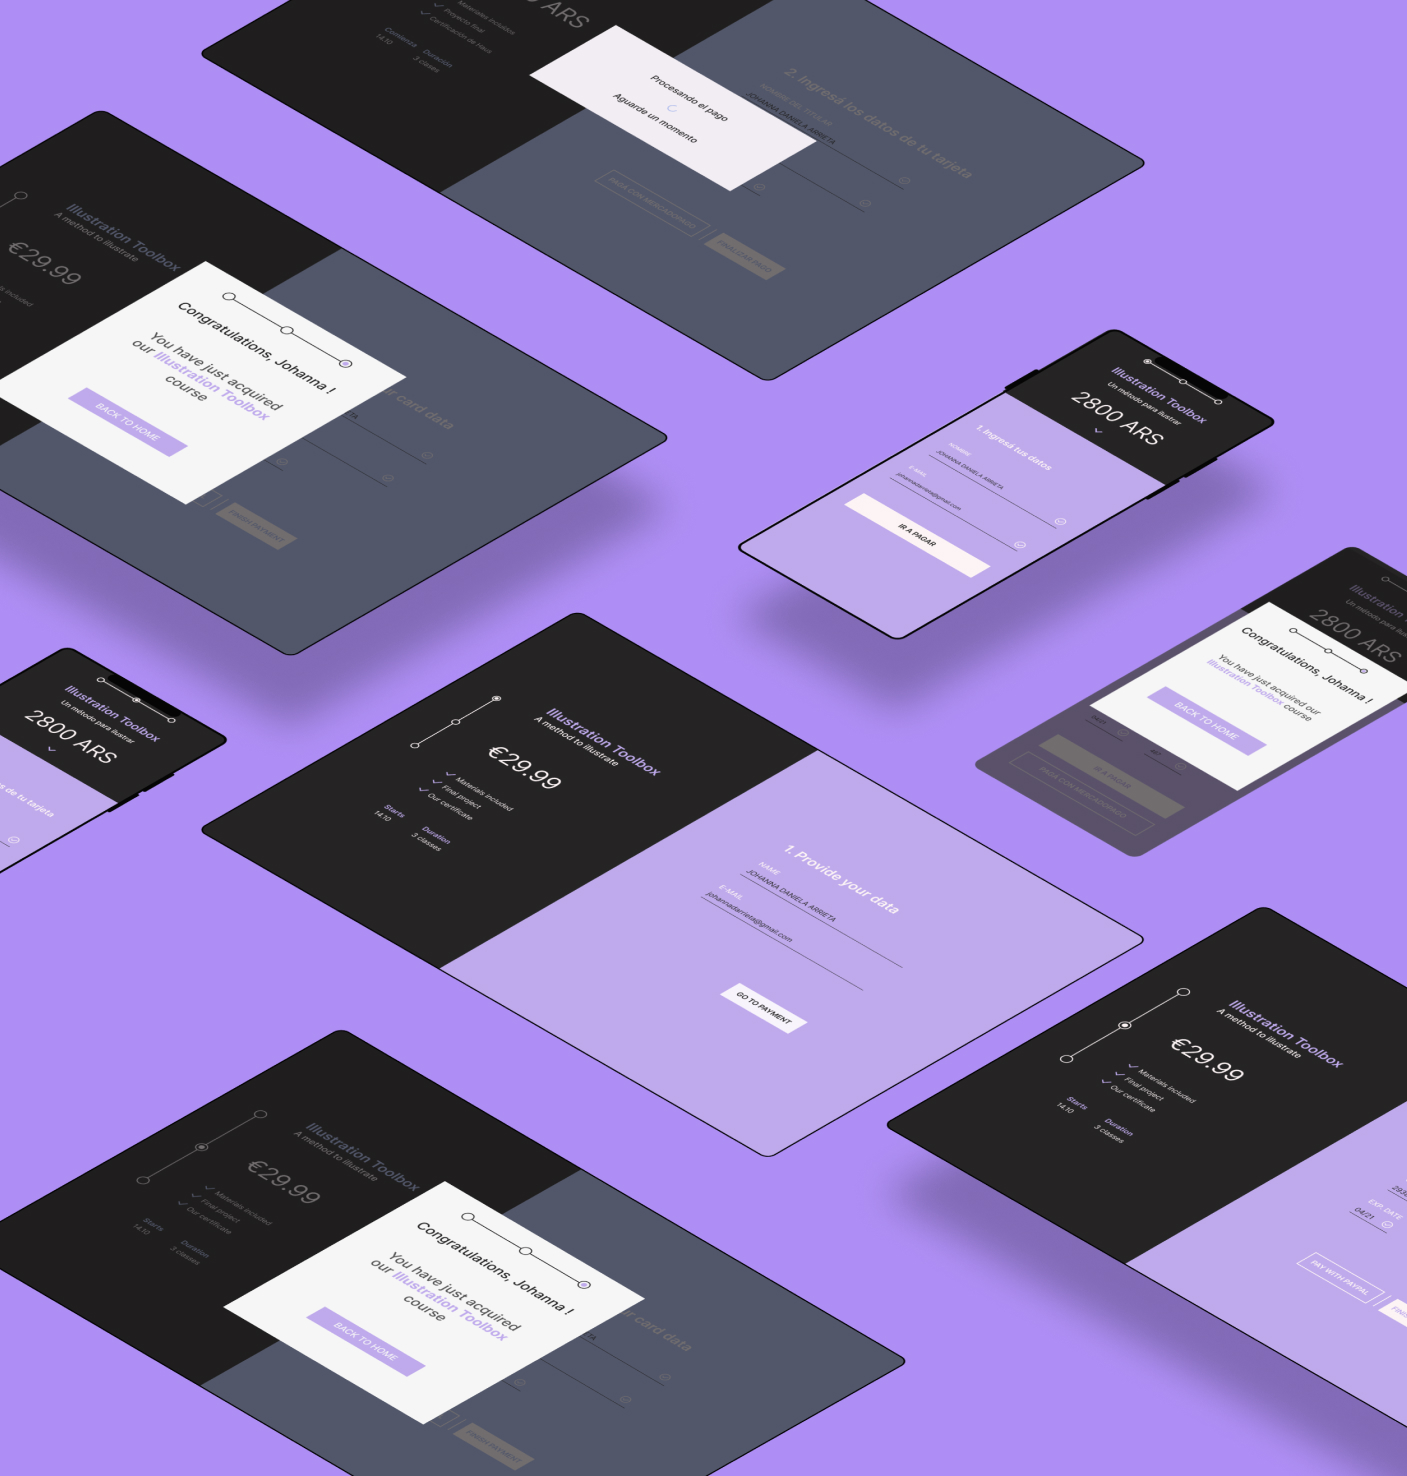 ARS
Materiales incluidos
Proyecto final
Certificación de Haus
Comienza
14.10
Duración
3 clases
Procesando el pago
Aguarde un momento
2. Ingresá los datos de tu tarjeta
NOMBRE DEL TITULAR
JOHANNA DANIELA ARRIETA
PAGÁ CON MERCADOPAGO
FINALIZAR PAGO
Illustration Toolbox
A method to illustrate
€29.99
included
Congratulations, Johanna !
You have just acquired
our Illustration Toolbox
course
BACK TO HOME
card data
FINISH PAYMENT
Illustration Toolbox
Un método para ilustrar
2800 ARS
1. Ingresá tus datos
NOMBRE
JOHANNA DANIELA ARRIETA
E-MAIL
johannadarrieta@gmail.com
IR A PAGAR
Illustration
Un método para
2800 ARS
Congratulations, Johanna !
You have just acquired our
Illustration Toolbox course
BACK TO HOME
04/21
IR A PAGAR
PAGÁ CON MERCADOPAGO
Illustration Toolbox
Un método para ilustrar
2800 ARS
de tu tarjeta
Illustration Toolbox
A method to illustrate
€29.99
Materials included
Final project
Our certificate
Starts
14.10
Duration
3 classes
1. Provide your data
NAME
JOHANNA DANIELA ARRIETA
E-MAIL
johannadarrieta@gmail.com
GO TO PAYMENT
Illustration Toolbox
A method to illustrate
€29.99
Materials included
Final project
Our certificate
Starts
14.10
Duration
3 classes
EXP. DATE
04/21
PAY WITH PAYPAL
Illustration Toolbox
A method to illustrate
€29.99
Materials included
Final project
Our certificate
Starts
14.10
Duration
3 classes
Congratulations, Johanna !
You have just acquired
our Illustration Toolbox
course
BACK TO HOME
card data
FINISH PAYMENT